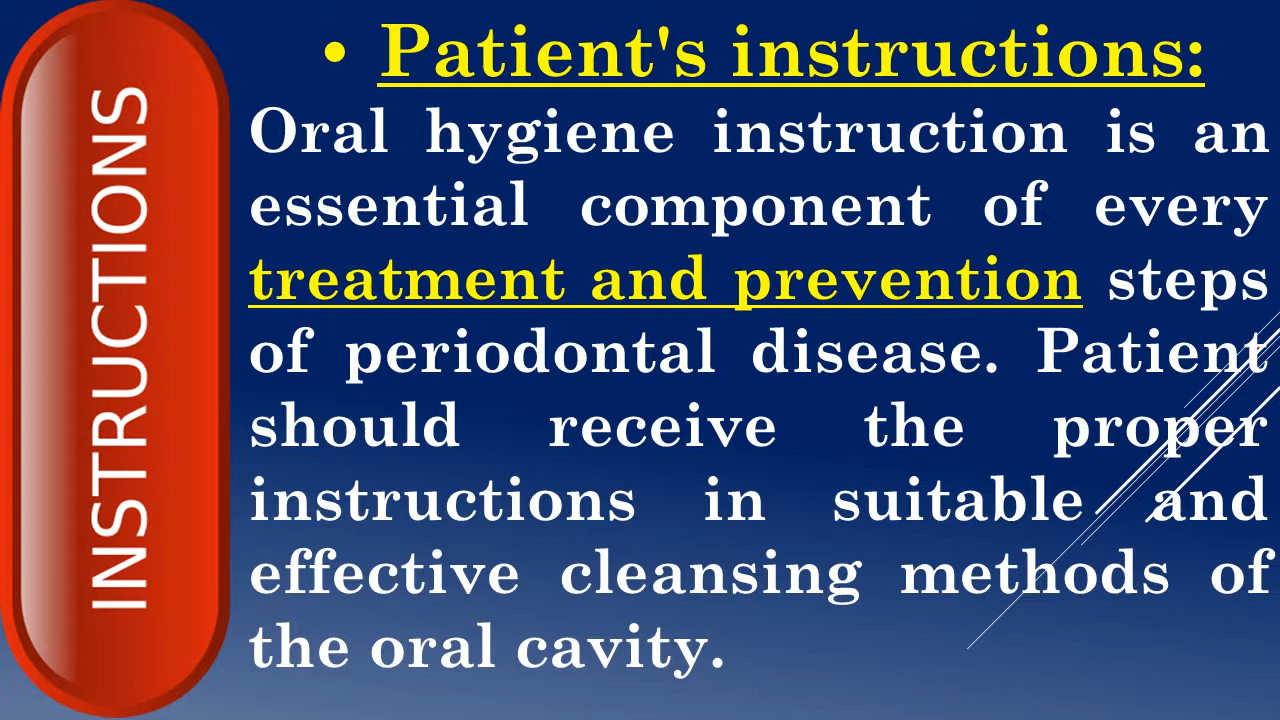 INSTRUCTIONS
• Patient's instructions:
Oral hygiene instruction is an
essential component of every
treatment and prevention steps
of periodontal disease. Patient
should receive the proper
instructions in suitable and
effective cleansing methods of
the oral cavity.